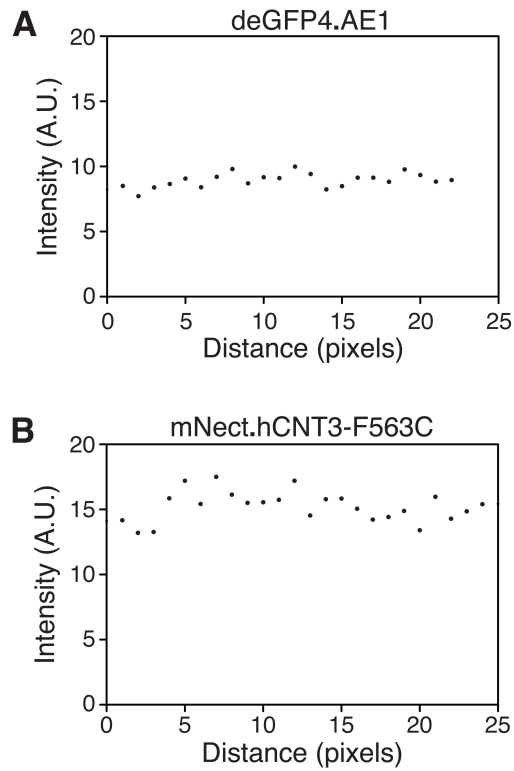 A
deGFP4.AE1
20
15
10
5
0
Intensity (A.U.)
0 5 10 15 20 25
Distance (pixels)
B
mNect.hCNT3-F563C
20
15
10
5
0
Intensity (A.U.)
0 5 10 15 20 25
Distance (pixels)